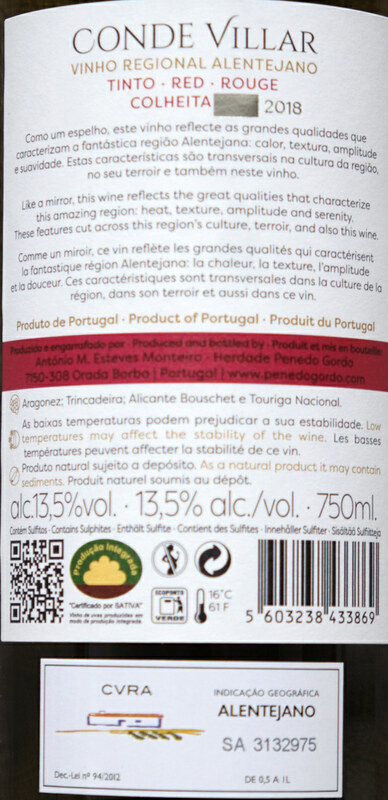 CONDE VILLAR
VINHO REGIONAL ALENTEJANO
TINTO · RED · ROUGE
COLHEITA 2018
Como um espelho, este vinho reflecte as grandes qualidades que
caracterizam a fantástica região Alentejana: calor, textura, amplitude
e suavidade. Estas características são transversais na cultura da região,
no seu terroir e também neste vinho.
Like a mirror, this wine reflects the great qualities that characterize
this amazing region: heat, texture, amplitude and serenity.
These features cut across this region's culture, terroir, and also this wine.
Comme un miroir, ce vin reflète les grandes qualités qui caractérisent
la fantastique région Alentejana: la chaleur, la texture, l'amplitude
et la douceur. Ces caractéristiques sont transversales dans la culture de la
région, dans son terroir et aussi dans ce vin.
Produto de Portugal · Product of Portugal · Produit du Portugal
Produzido e engarrafado por · Produced and bottled by · Produit et mis en bouteille:
António M. Esteves Monteiro · Herdade Penedo Gordo
7150-308 Orada Borba | Portugal | www.penedogordo.com
Aragonez; Trincadeira; Alicante Bouschet e Touriga Nacional.
As baixas temperaturas podem prejudicar a sua estabilidade. Low
temperatures may affect the stability of the wine. Les basses
températures peuvent affecter la stabilité de ce vin.
Produto natural sujeito a depósito. As a natural product it may contain
sediments. Produit naturel soumis au dépôt.
alc.13,5%vol. · 13,5% alc./vol. · 750ml.
Contém Sulfitos · Contains Sulphites · Enthält Sulfite · Contient des Sulfites · Innehåller Sulfiter · Sisältää Sulfiitteja
Produção Integrada
"Certificado por SATIVA"
Vinho de uvas produzidas em
modo de produção integrada.
ECOPONTO
VERDE
16°C
61 F
5 603238 433869
CVRA
INDICAÇÃO GEOGRÁFICA
ALENTEJANO
SA 3132975
Dec.-Lei nº 94/2012
DE 0,5 A 1L